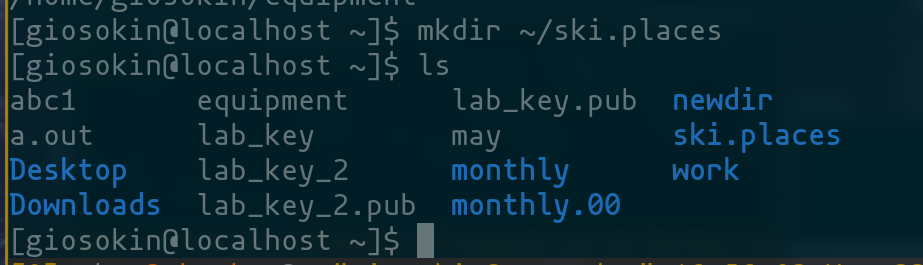 /home/giosokin/equipment
[giosokin@localhost ~]$ mkdir ~/ski.places
[giosokin@localhost ~]$ ls
abc1 equipment lab_key.pub newdir
a.out lab_key may ski.places
Desktop lab_key_2 monthly work
Downloads lab_key_2.pub monthly.00
[giosokin@localhost ~]$